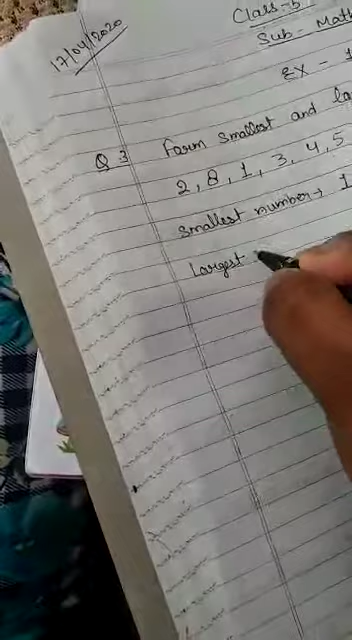 17/04/2020
Class-5
Sub- Math
Ex - 1
Q 3 Form smallest and la
2, 8, 1, 3, 4, 5
Smallest number → 1
Largest